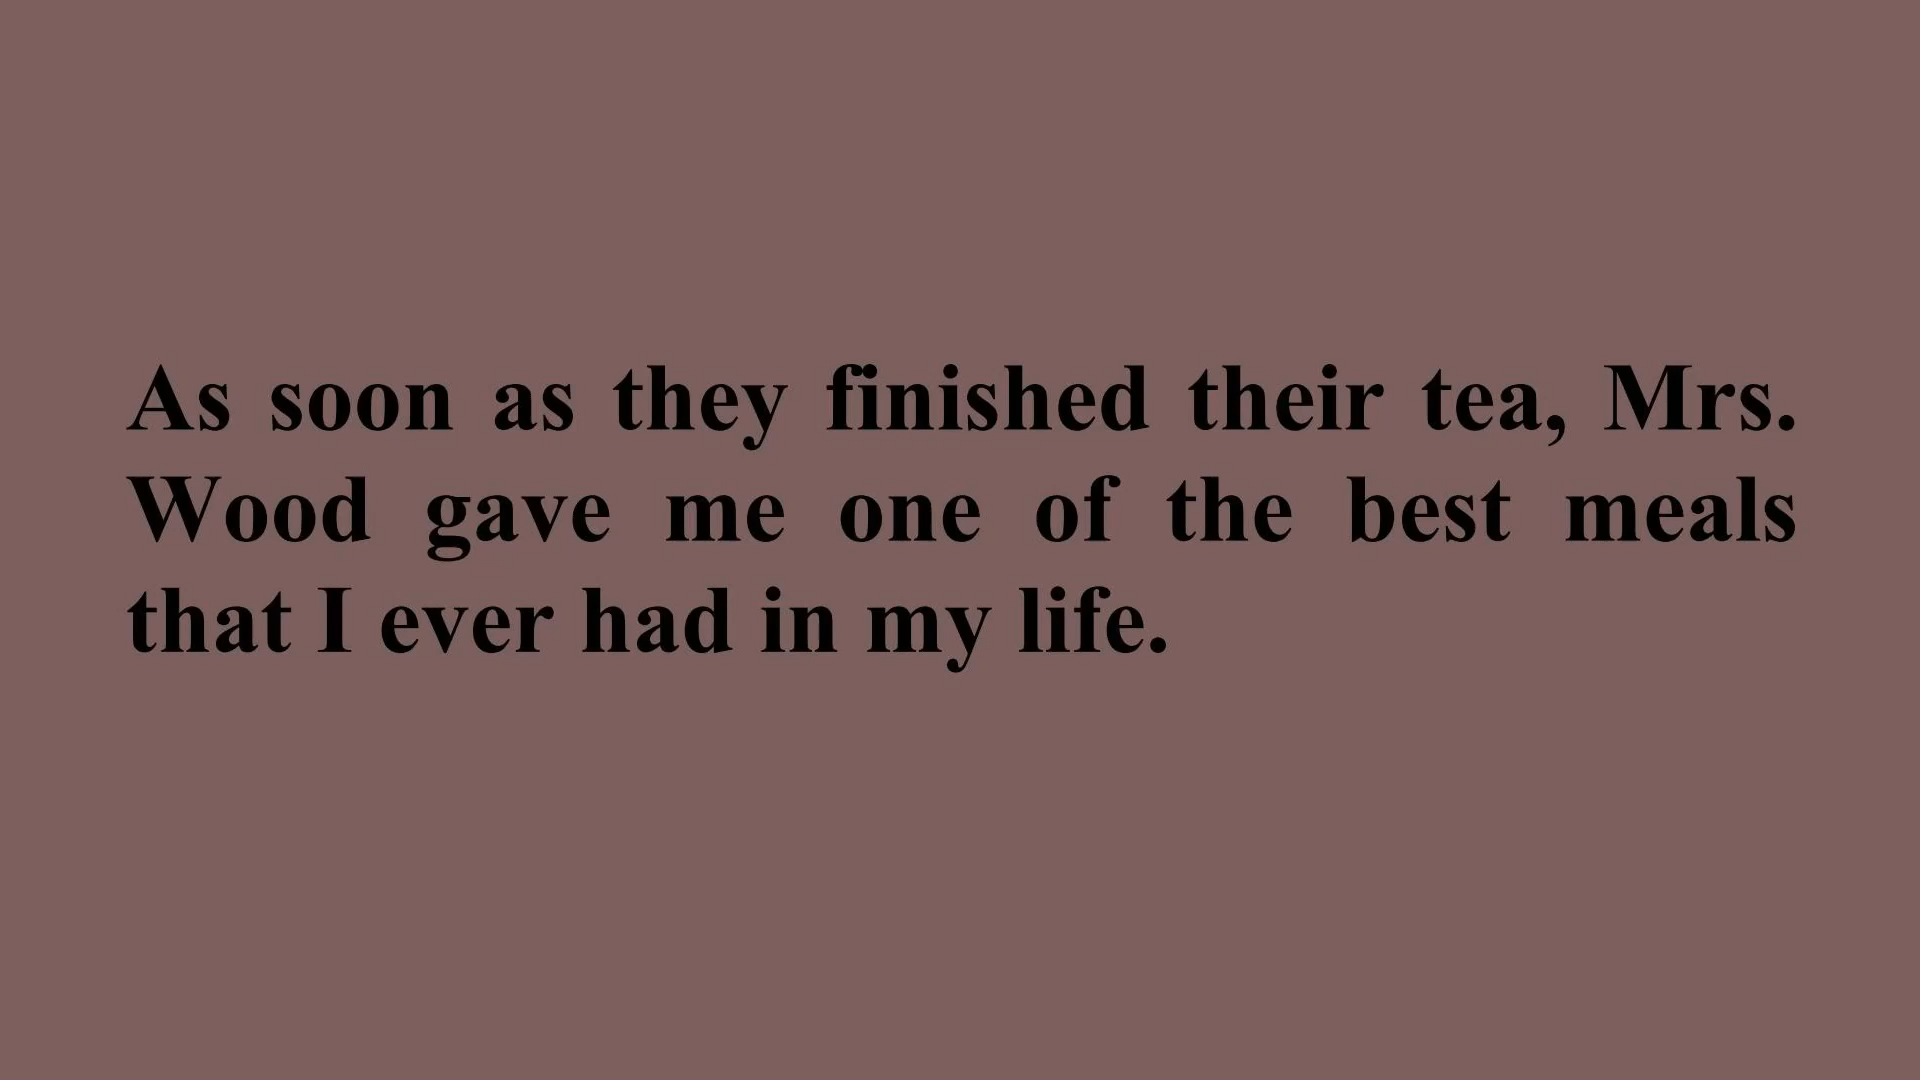 As soon as they finished their tea, Mrs.
Wood gave me one of the best meals
that I ever had in my life.